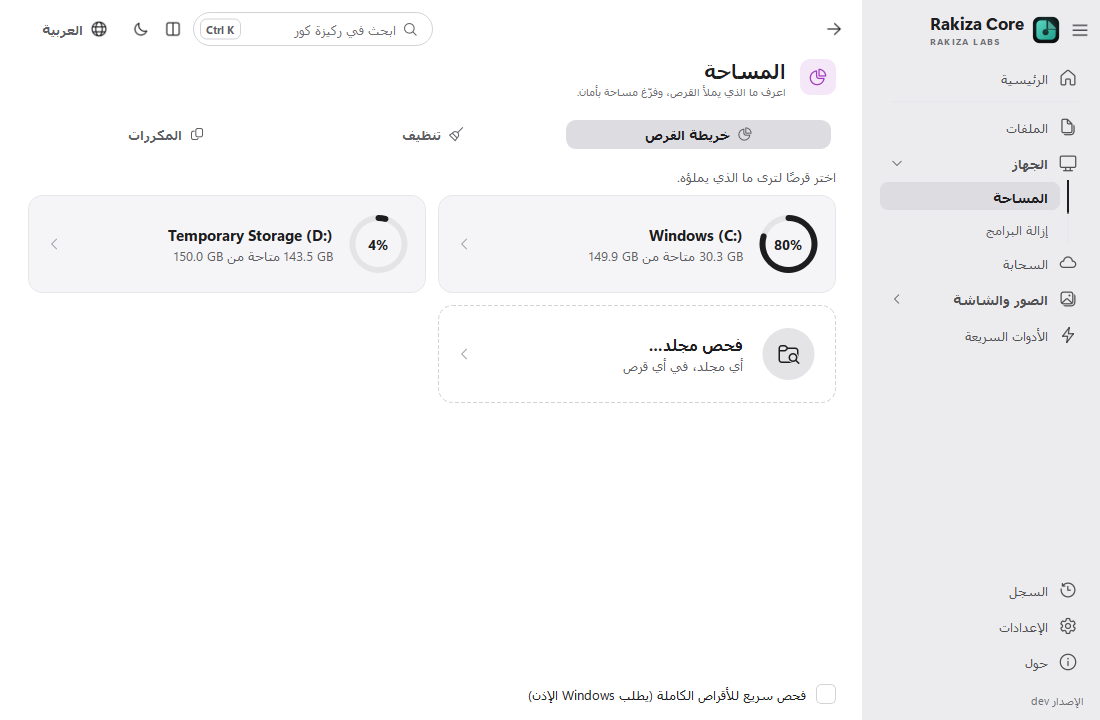 Rakiza Core
RAKIZA LABS
الرئيسية
الملفات
الجهاز
المساحة
إزالة البرامج
السحابة
الصور والشاشة
الأدوات السريعة
السجل
الإعدادات
حول
الإصدار dev
ابحث في ركيزة كور
Ctrl K
العربية
المساحة
اعرف ما الذي يملأ القرص، وفرّغ مساحة بأمان.
خريطة القرص
تنظيف
المكررات
اختر قرصًا لترى ما الذي يملؤه.
80%
Windows (C:)
30.3 GB متاحة من 149.9 GB
4%
Temporary Storage (D:)
143.5 GB متاحة من 150.0 GB
فحص مجلد...
أي مجلد، في أي قرص
فحص سريع للأقراص الكاملة (يطلب Windows الإذن)